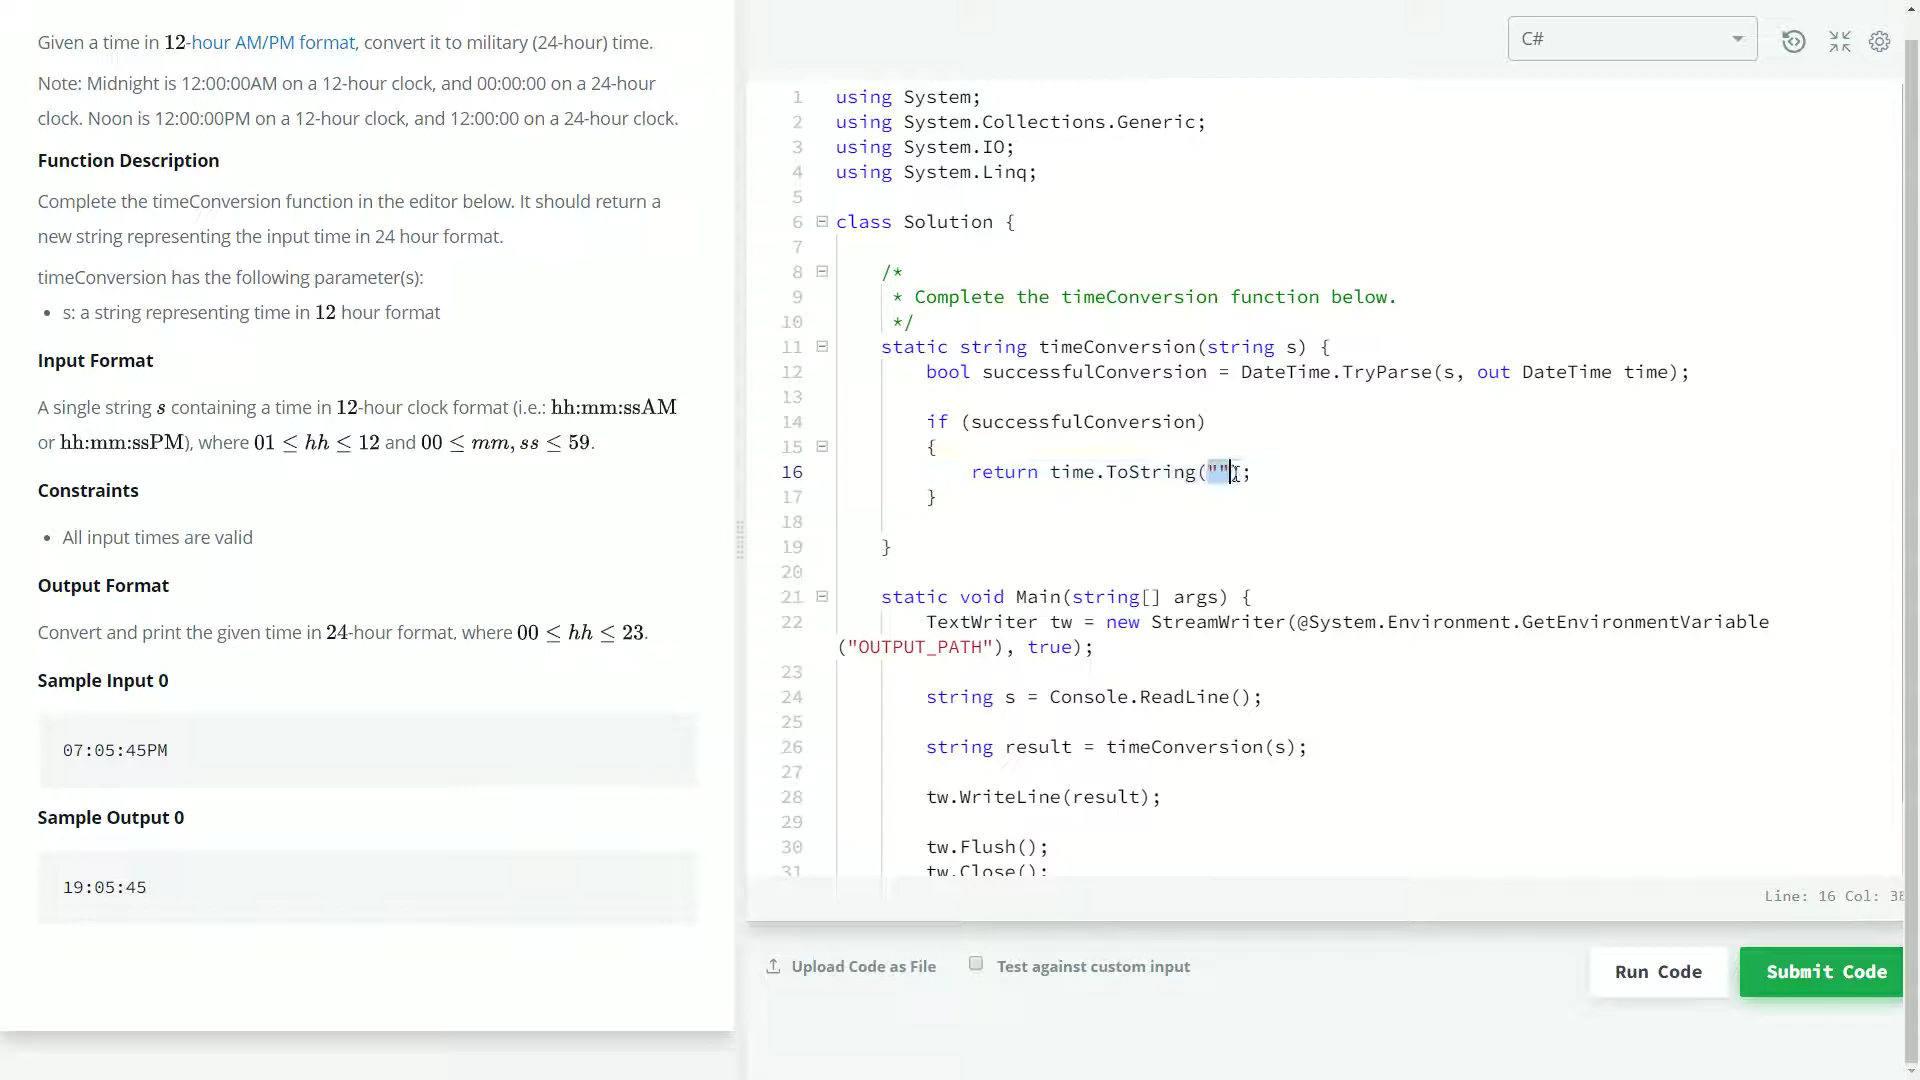 Given a time in 12-hour AM/PM format, convert it to military (24-hour) time.
Note: Midnight is 12:00:00AM on a 12-hour clock, and 00:00:00 on a 24-hour
clock. Noon is 12:00:00PM on a 12-hour clock, and 12:00:00 on a 24-hour clock.
Function Description
Complete the timeConversion function in the editor below. It should return a
new string representing the input time in 24 hour format.
timeConversion has the following parameter(s):
• s: a string representing time in 12 hour format
Input Format
A single string s containing a time in 12-hour clock format (i.e.: hh:mm:ssAM
or hh:mm:ssPM), where 01 ≤ hh ≤ 12 and 00 ≤ mm, ss ≤ 59.
Constraints
• All input times are valid
Output Format
Convert and print the given time in 24-hour format, where 00 ≤ hh ≤ 23.
Sample Input 0
07:05:45PM
Sample Output 0
19:05:45
C#
1 using System;
2 using System.Collections.Generic;
3 using System.IO;
4 using System.Linq;
5
6 class Solution {
7
8 /*
9 * Complete the timeConversion function below.
10 */
11 static string timeConversion(string s) {
12 bool successfulConversion = DateTime.TryParse(s, out DateTime time);
13
14 if (successfulConversion)
15 {
16 return time.ToString("");
17 }
18
19 }
20
21 static void Main(string[] args) {
22 TextWriter tw = new StreamWriter(@System.Environment.GetEnvironmentVariable
("OUTPUT_PATH"), true);
23
24 string s = Console.ReadLine();
25
26 string result = timeConversion(s);
27
28 tw.WriteLine(result);
29
30 tw.Flush();
31 tw.Close();
Line: 16 Col: 38
Upload Code as File
Test against custom input
Run Code
Submit Code